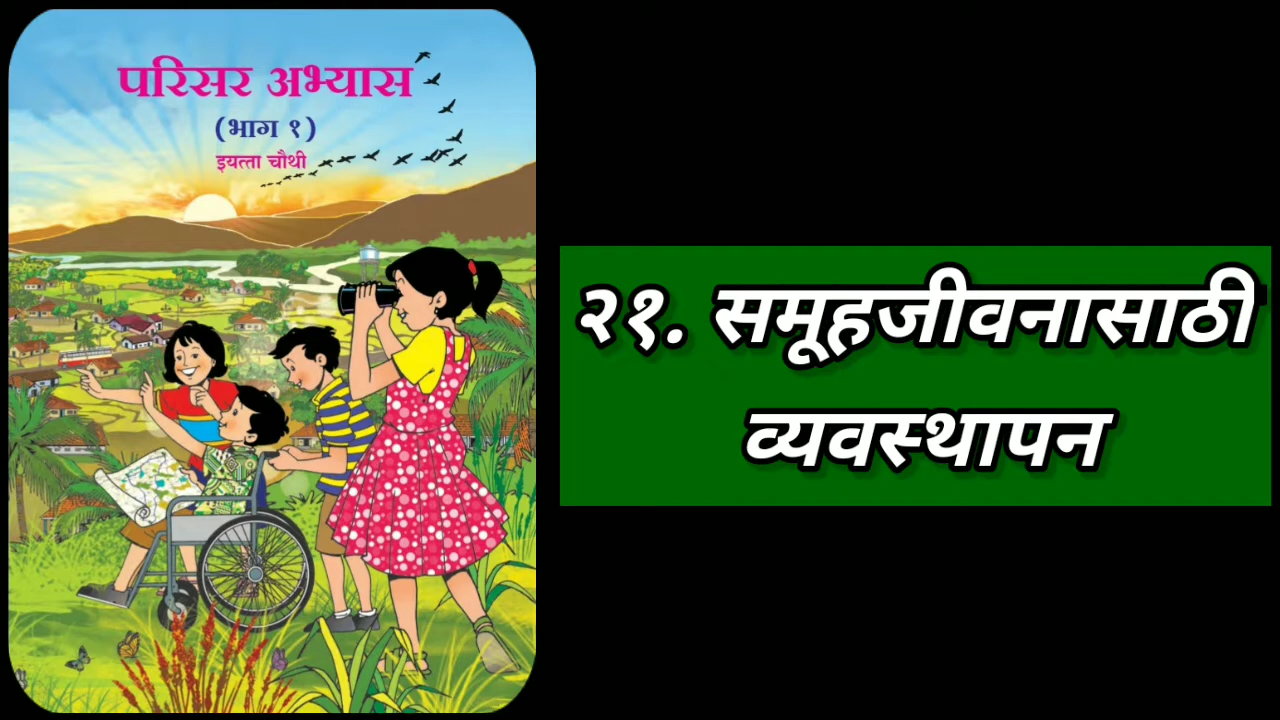 परिसर अभ्यास
(भाग १)
इयत्ता चौथी
२१. समूहजीवनासाठी
व्यवस्थापन